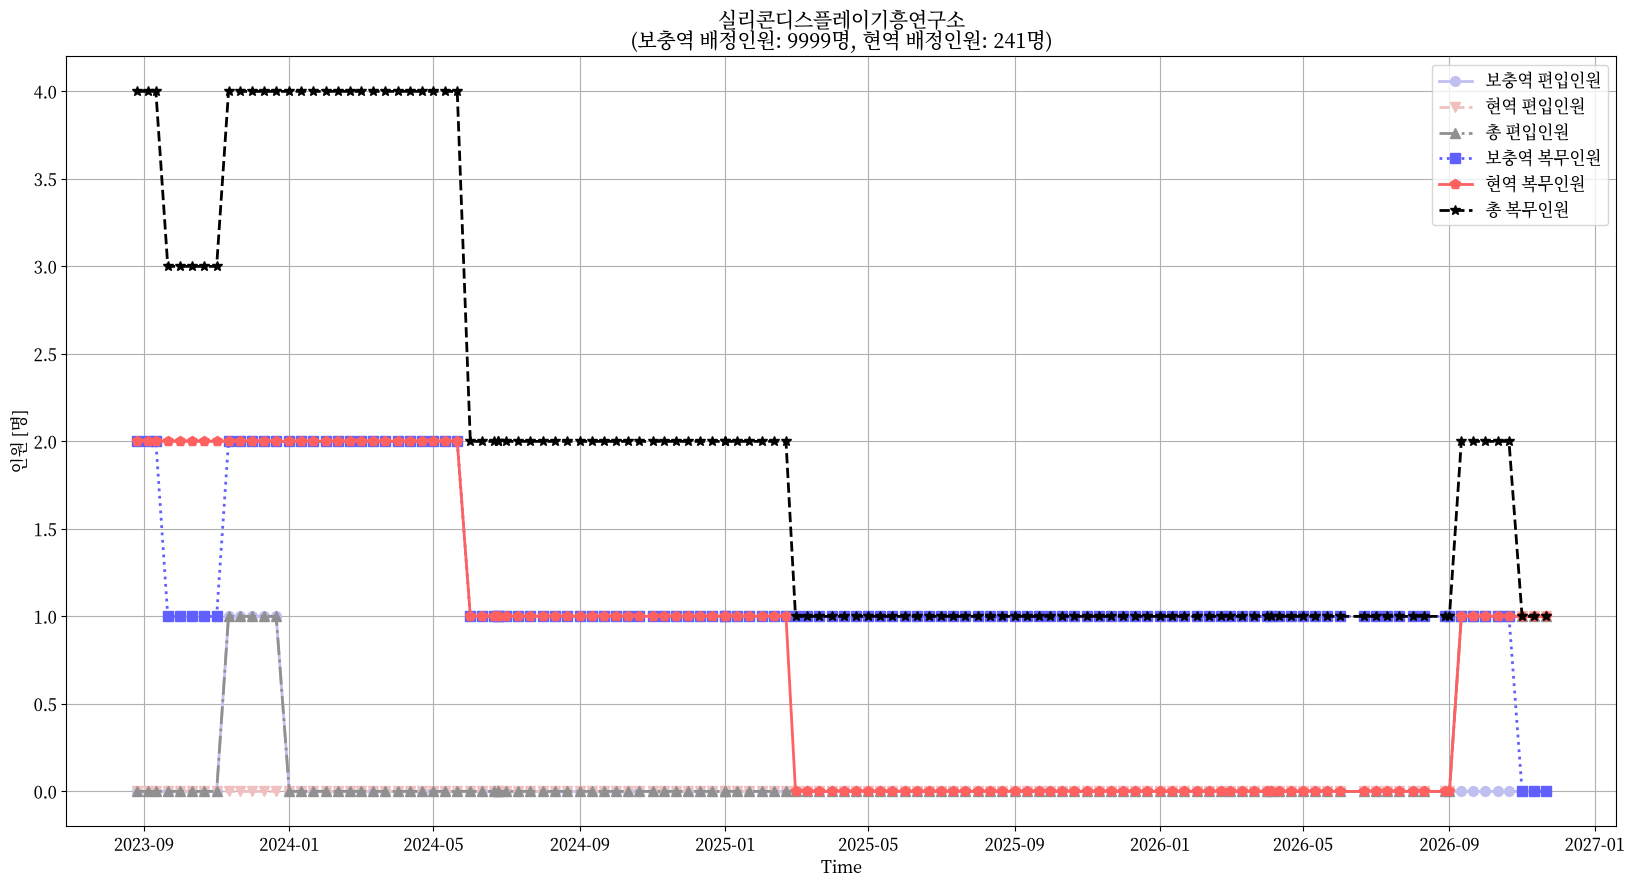 실리콘디스플레이기흥연구소
(보충역 배정인원: 9999명, 현역 배정인원: 241명)
보충역 편입인원
현역 편입인원
총 편입인원
보충역 복무인원
현역 복무인원
총 복무인원
인원 [명]
4.0
3.5
3.0
2.5
2.0
1.5
1.0
0.5
0.0
2023-09
2024-01
2024-05
2024-09
2025-01
2025-05
2025-09
2026-01
2026-05
2026-09
2027-01
Time